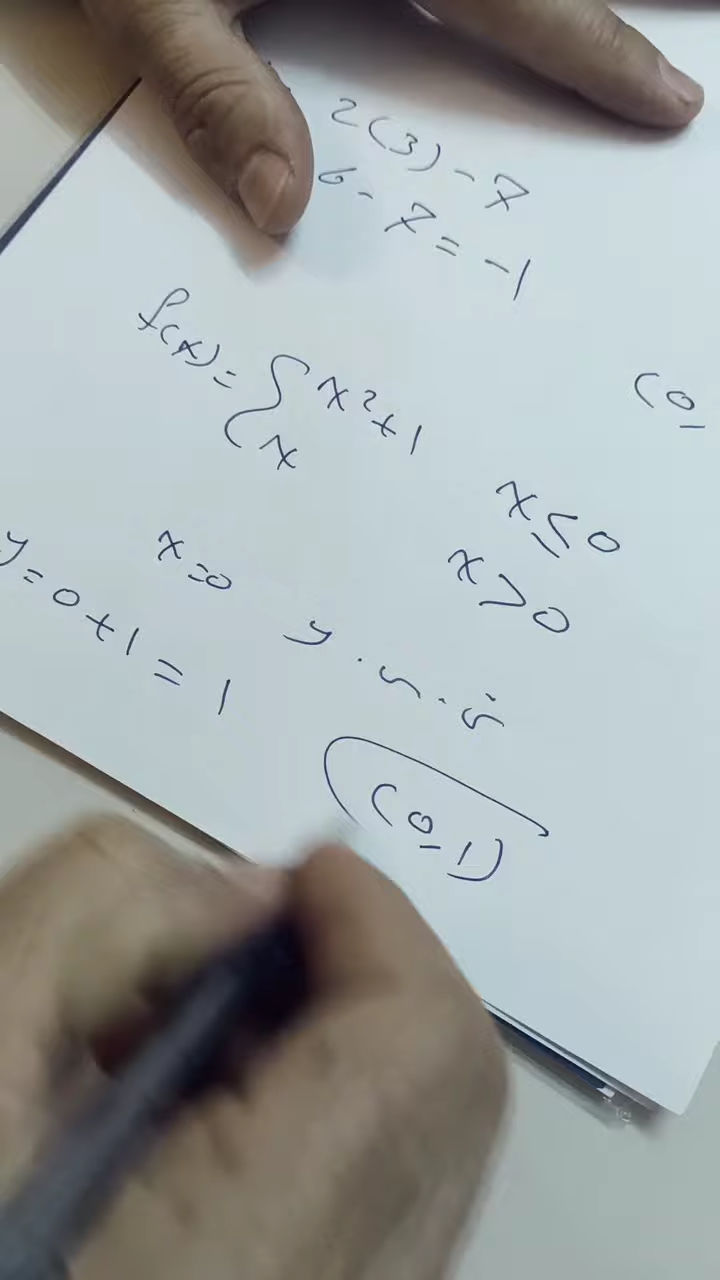 2(3) - 7
6 - 7 = -1
f(x) = { x²+1   x ≤ 0
x   x > 0
(0,
x=0
y = 0+1 = 1
(0,1)